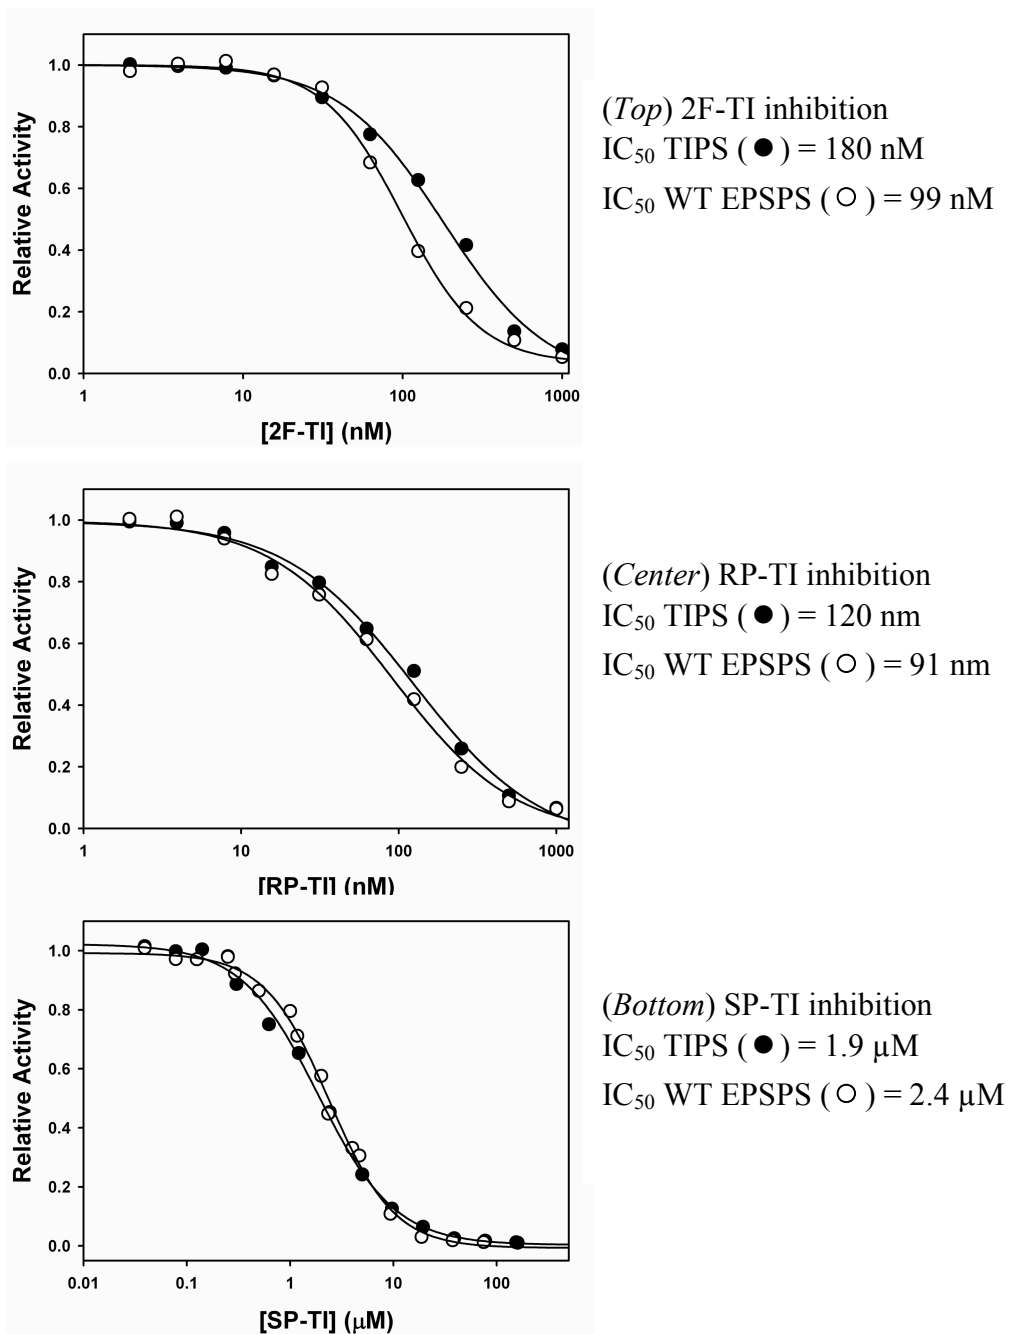 1.0
0.8
0.6
0.4
0.2
0.0
Relative Activity
1 10 100 1000
[2F-TI] (nM)
(Top) 2F-TI inhibition
IC50 TIPS ( ● ) = 180 nM
IC50 WT EPSPS ( ○ ) = 99 nM
1.0
0.8
0.6
0.4
0.2
0.0
Relative Activity
1 10 100 1000
[RP-TI] (nM)
(Center) RP-TI inhibition
IC50 TIPS ( ● ) = 120 nm
IC50 WT EPSPS ( ○ ) = 91 nm
1.0
0.8
0.6
0.4
0.2
0.0
Relative Activity
0.01 0.1 1 10 100
[SP-TI] (μM)
(Bottom) SP-TI inhibition
IC50 TIPS ( ● ) = 1.9 μM
IC50 WT EPSPS ( ○ ) = 2.4 μM